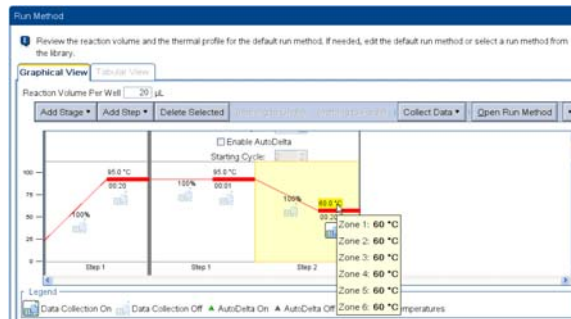 Run Method
Review the reaction volume and the thermal profile for the default run method. If needed, edit the default run method or select a run method from
the library.
Graphical View Tabular View
Reaction Volume Per Well 20 µL
Add Stage Add Step Delete Selected Collect Data Open Run Method
Enable AutoDelta
Starting Cycle:
100
95.0 °C 95.0 °C
00:20 100% 00:01
75
100% 100% 60.0 °C
50
00:20
25
0
Step 1 Step 1 Step 2
Zone 1: 60 °C
Zone 2: 60 °C
Zone 3: 60 °C
Zone 4: 60 °C
Zone 5: 60 °C
Zone 6: 60 °C
Legend
Data Collection On Data Collection Off AutoDelta On AutoDelta Off emperatures